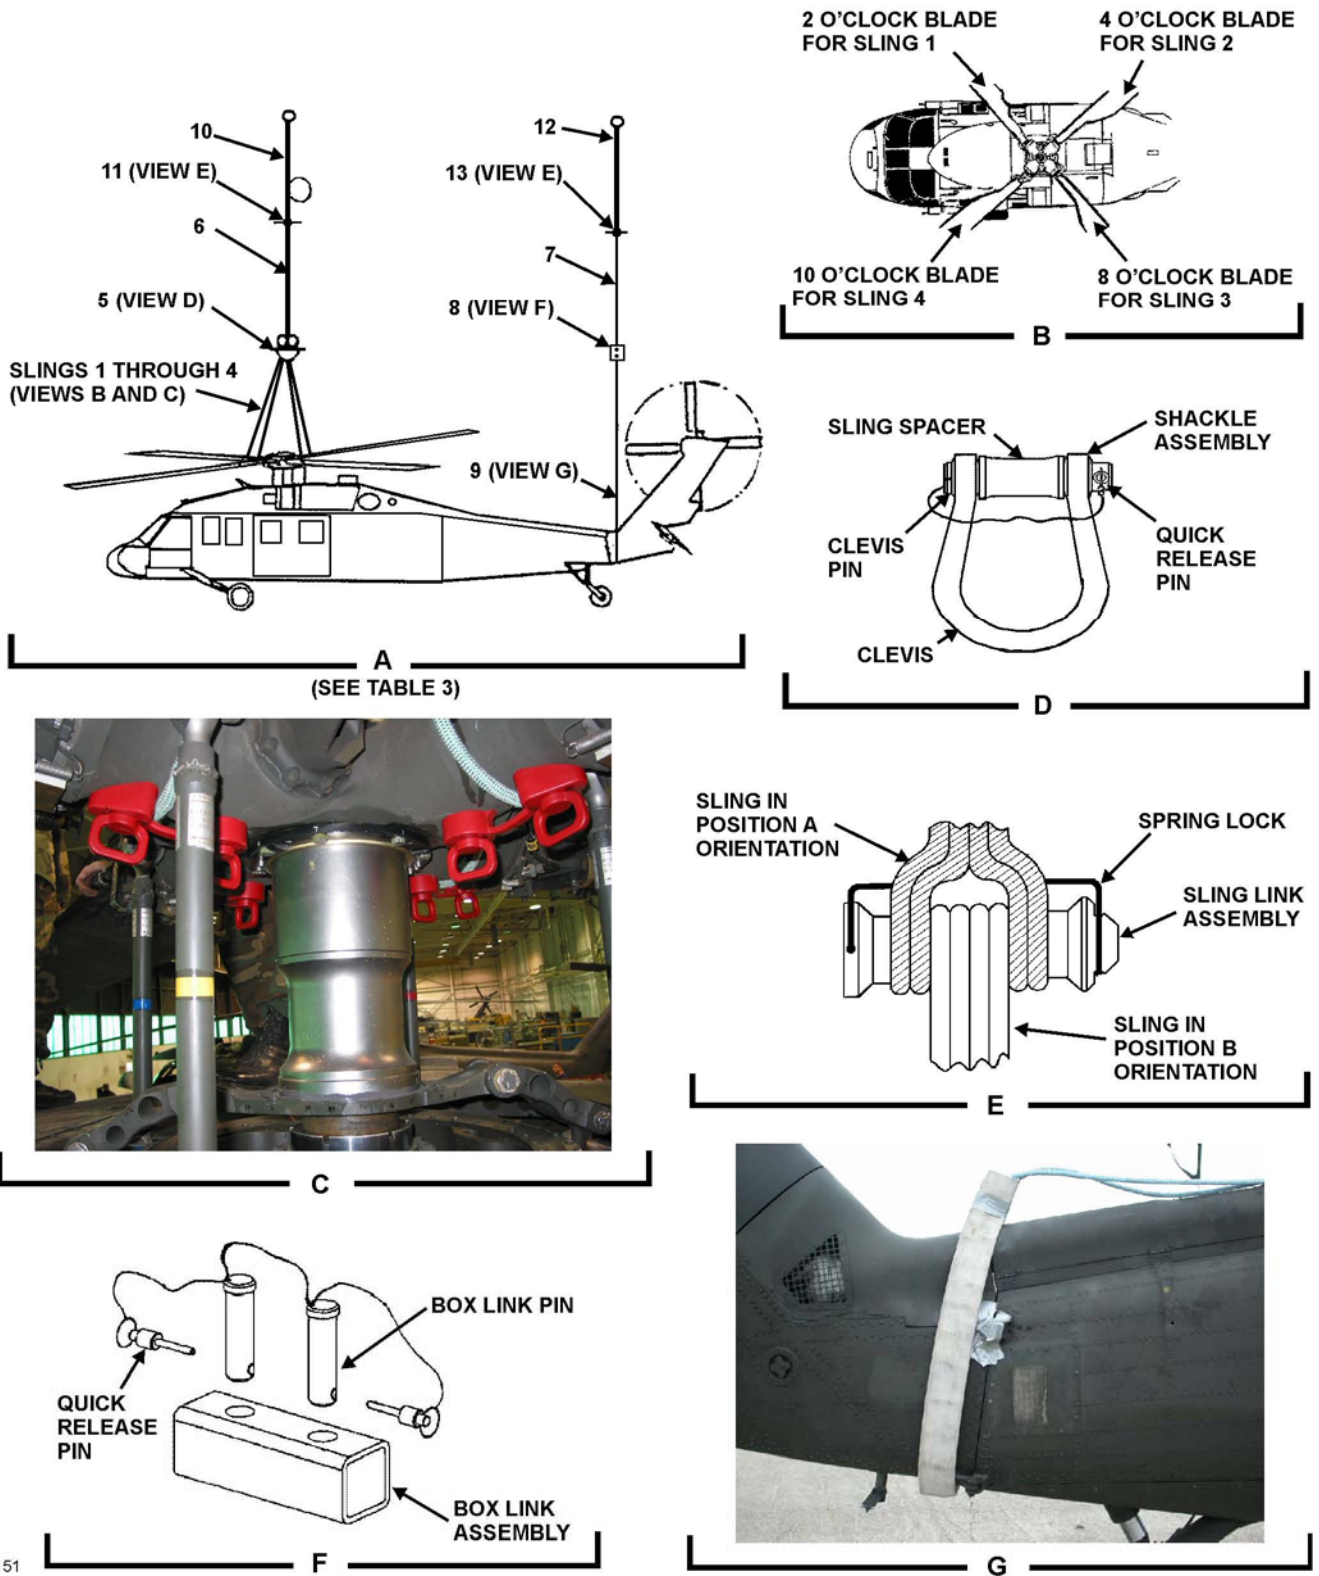 10
11 (VIEW E)
6
5 (VIEW D)
SLINGS 1 THROUGH 4
(VIEWS B AND C)
12
13 (VIEW E)
7
8 (VIEW F)
9 (VIEW G)
A
(SEE TABLE 3)
2 O'CLOCK BLADE
FOR SLING 1
4 O'CLOCK BLADE
FOR SLING 2
10 O'CLOCK BLADE
FOR SLING 4
8 O'CLOCK BLADE
FOR SLING 3
B
SLING SPACER
SHACKLE
ASSEMBLY
CLEVIS
PIN
QUICK
RELEASE
PIN
CLEVIS
D
C
SLING IN
POSITION A
ORIENTATION
SPRING LOCK
SLING LINK
ASSEMBLY
SLING IN
POSITION B
ORIENTATION
E
BOX LINK PIN
QUICK
RELEASE
PIN
BOX LINK
ASSEMBLY
F
G
51